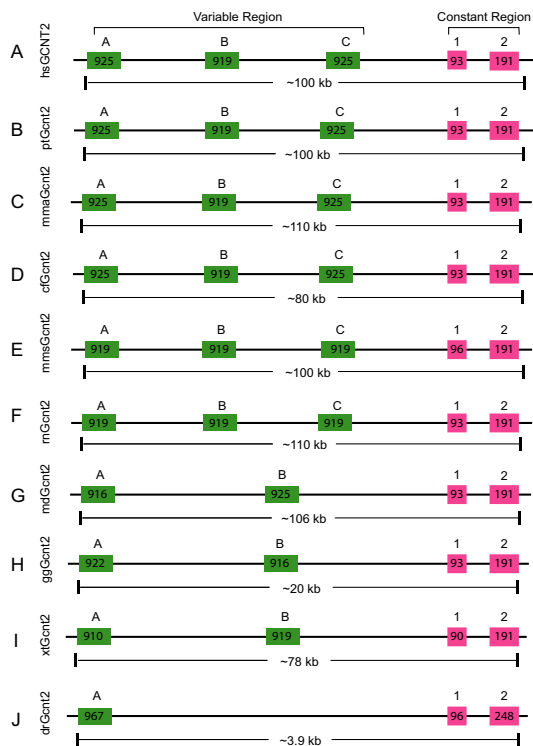 Variable Region Constant Region
A B C 1 2
A hsGCNT2 925 919 925 93 191
~100 kb
A B C 1 2
B ptGcnt2 925 919 925 93 191
~100 kb
A B C 1 2
C mmaGcnt2 925 919 925 93 191
~110 kb
A B C 1 2
D cfGcnt2 925 919 925 93 191
~80 kb
A B C 1 2
E mmsGcnt2 919 919 919 96 191
~100 kb
A B C 1 2
F rnGcnt2 919 919 919 93 191
~110 kb
A B 1 2
G mdGcnt2 916 925 93 191
~106 kb
A B 1 2
H ggGcnt2 922 916 93 191
~20 kb
A B 1 2
I xtGcnt2 910 919 90 191
~78 kb
A 1 2
J drGcnt2 967 96 248
~3.9 kb